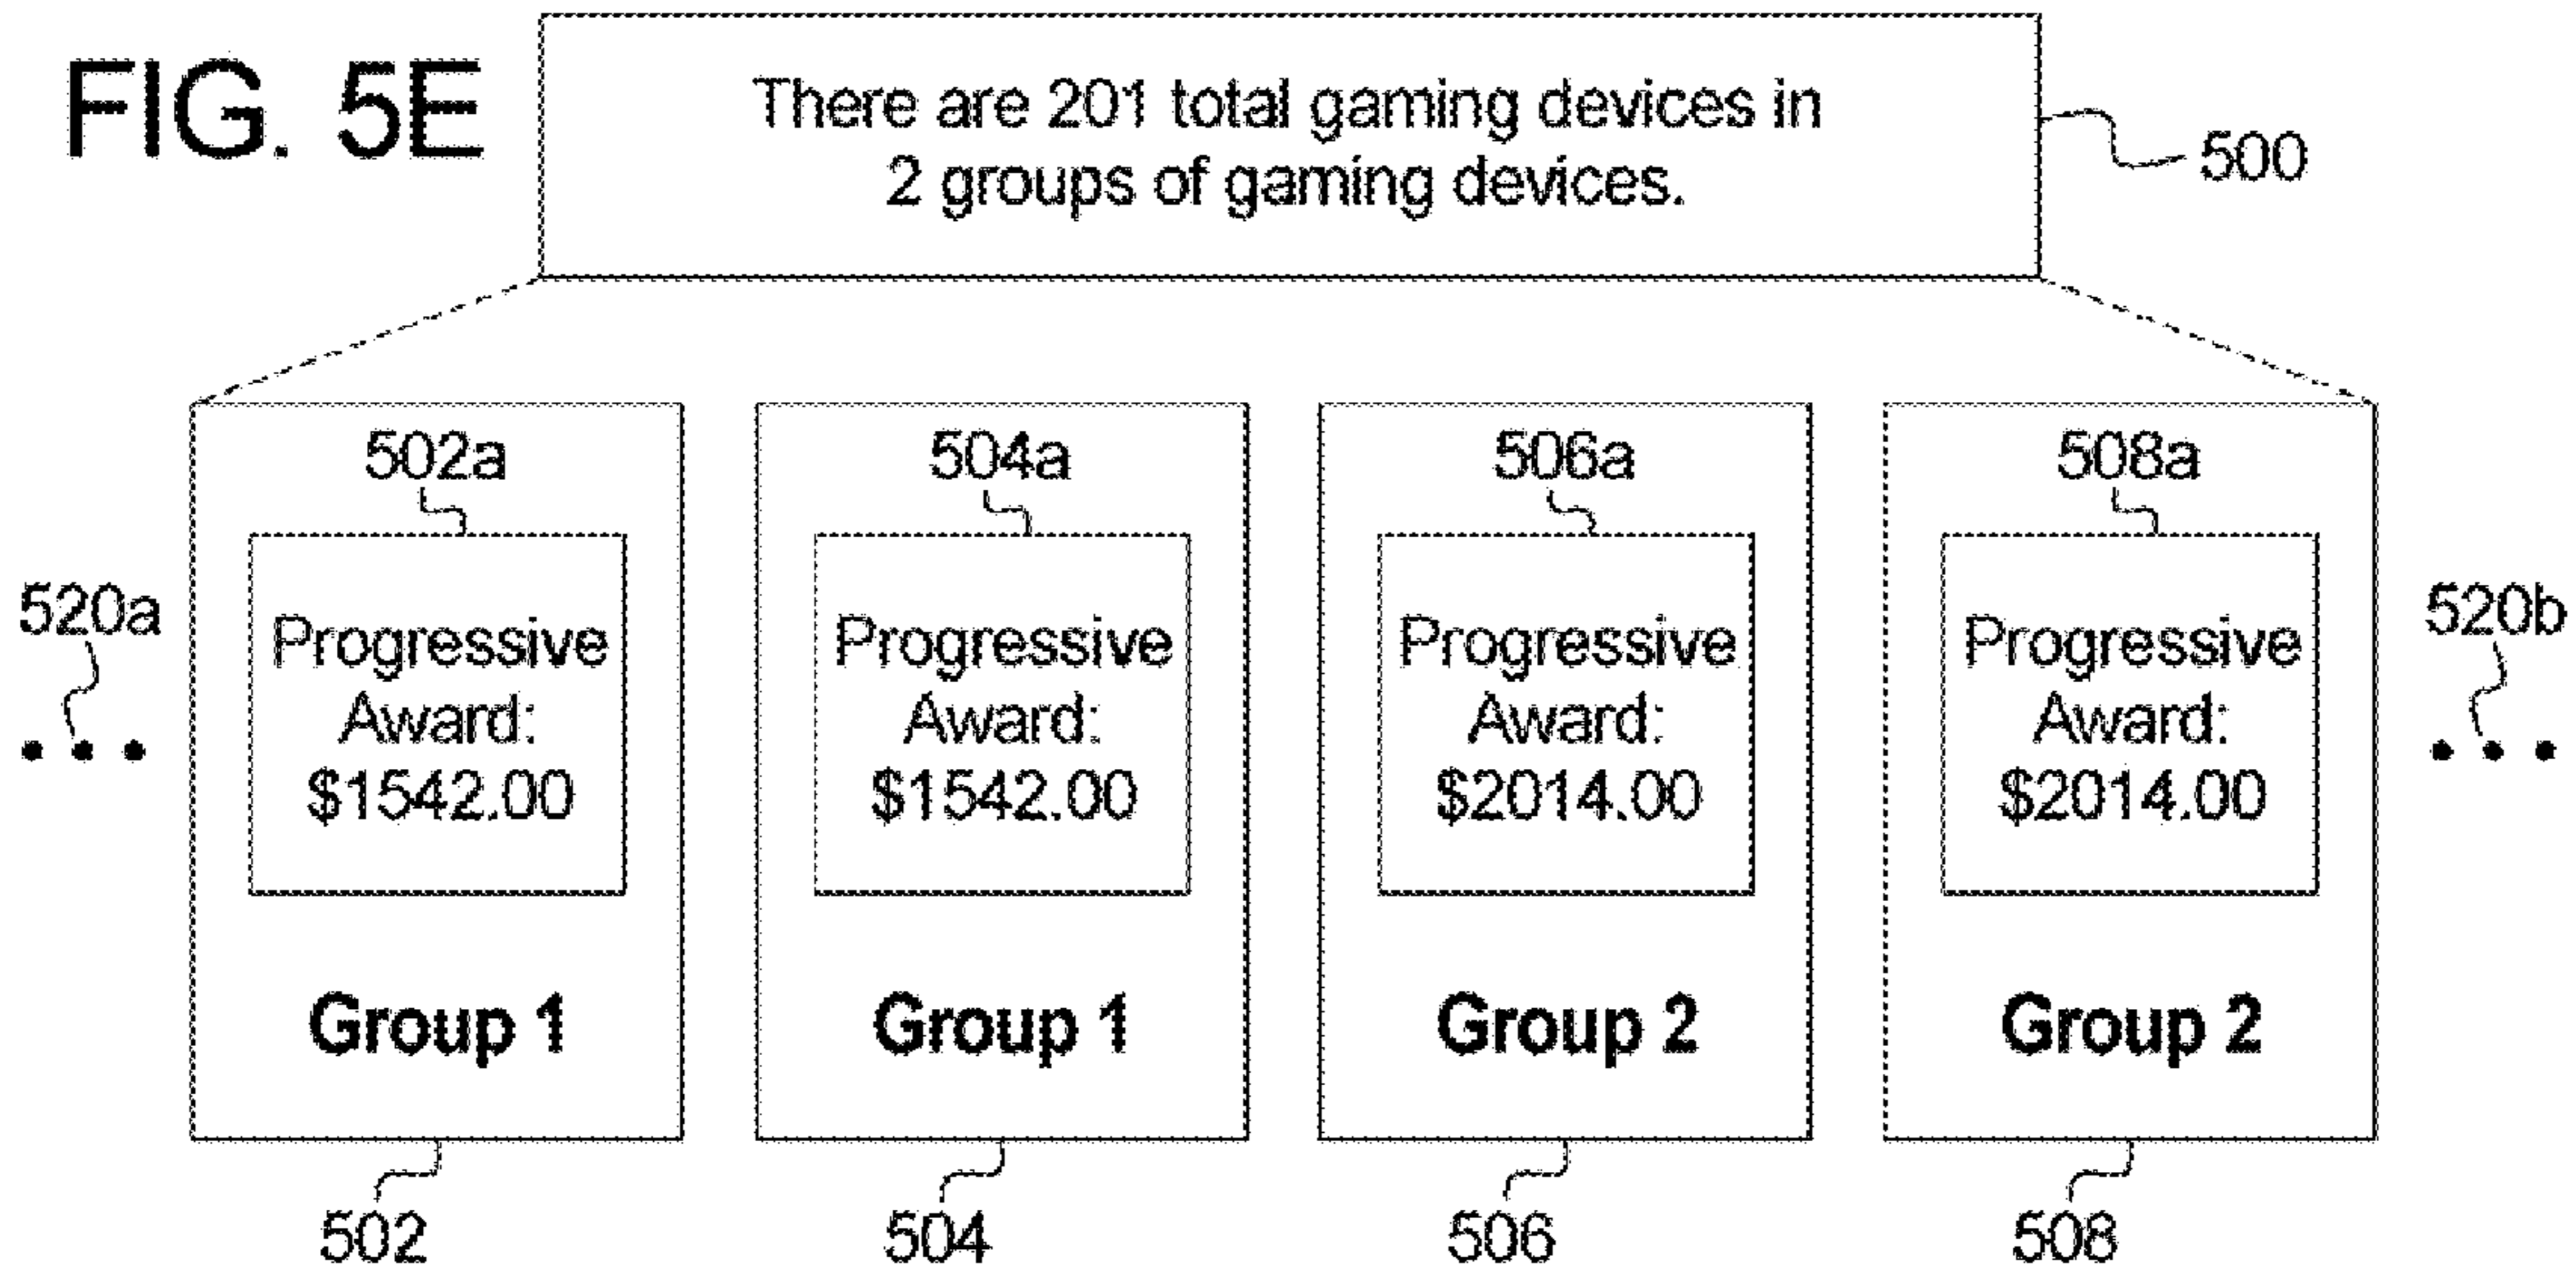 FIG. 5E
There are 201 total gaming devices in
2 groups of gaming devices.
500
502a
504a
506a
508a
520a
520b
Progressive
Award:
$1542.00
Group 1
Progressive
Award:
$1542.00
Group 1
Progressive
Award:
$2014.00
Group 2
Progressive
Award:
$2014.00
Group 2
502
504
506
508